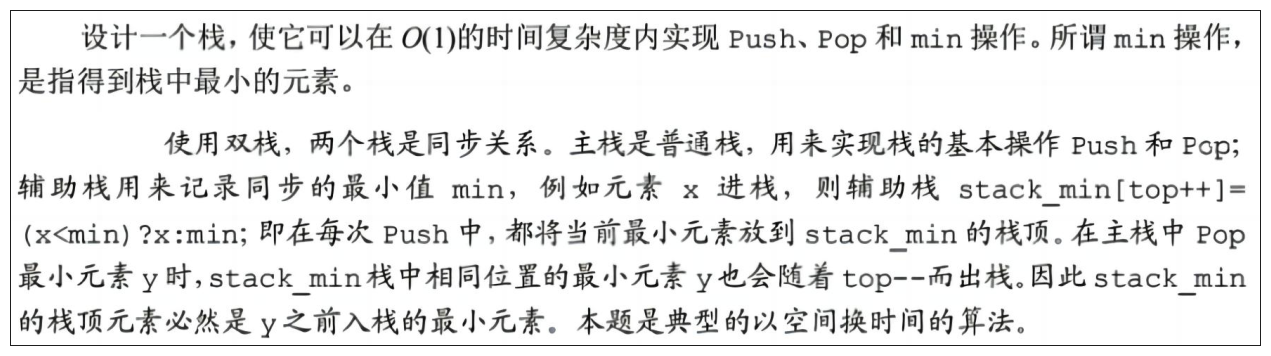 设计一个栈，使它可以在 O(1)的时间复杂度内实现 Push、Pop 和 min 操作。所谓 min 操作，
是指得到栈中最小的元素。
使用双栈，两个栈是同步关系。主栈是普通栈，用来实现栈的基本操作 Push 和 Pop;
辅助栈用来记录同步的最小值 min，例如元素 x 进栈，则辅助栈 stack_min[top++]=
(x<min)?x:min; 即在每次 Push 中，都将当前最小元素放到 stack_min 的栈顶。在主栈中 Pop
最小元素 y 时，stack_min 栈中相同位置的最小元素 y 也会随着 top--而出栈。因此 stack_min
的栈顶元素必然是 y 之前入栈的最小元素。本题是典型的以空间换时间的算法。